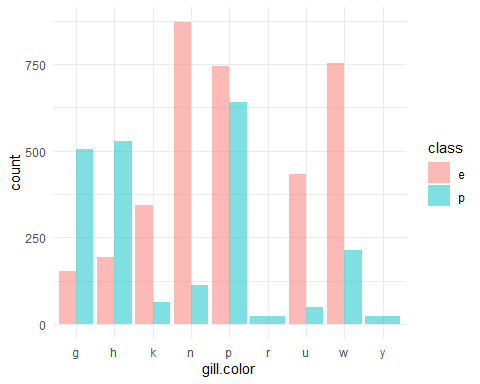 750
500
250
0
count
g h k n p r u w y
gill.color
class
e
p